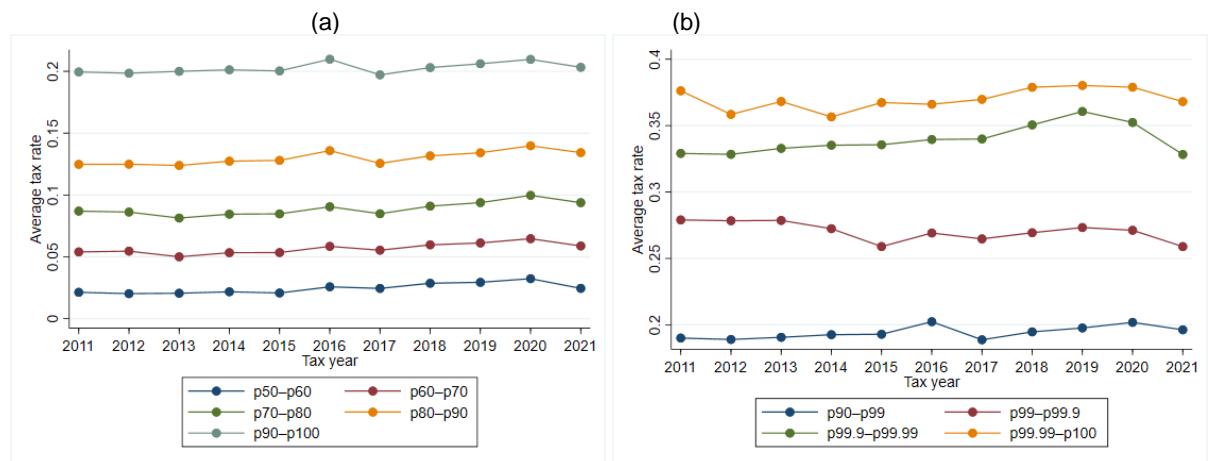 (a)
Average tax rate
0.2
0.15
0.1
0.05
0
2011 2012 2013 2014 2015 2016 2017 2018 2019 2020 2021
Tax year
p50–p60 p60–p70
p70–p80 p80–p90
p90–p100
(b)
Average tax rate
0.4
0.35
0.3
0.25
0.2
2011 2012 2013 2014 2015 2016 2017 2018 2019 2020 2021
Tax year
p90–p99 p99–p99.9
p99.9–p99.99 p99.99–p100